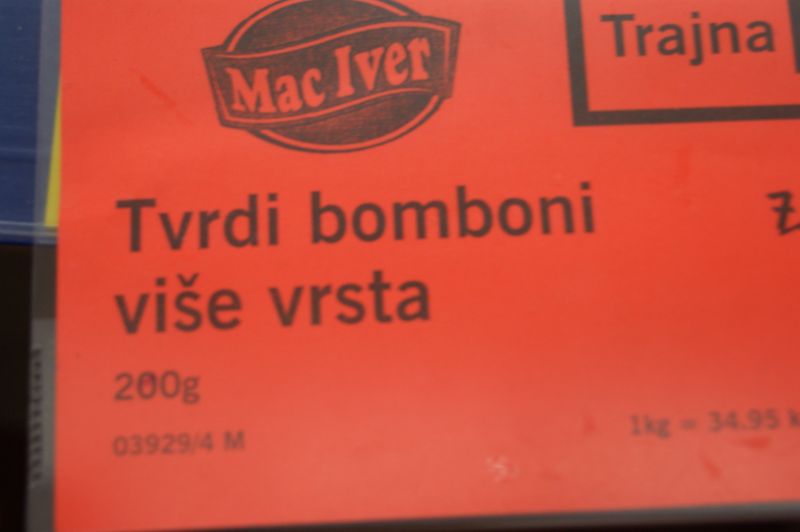 Mac Iver
Trajna
Tvrdi bomboni
više vrsta
200g
03929/4 M
1kg = 34.95 k